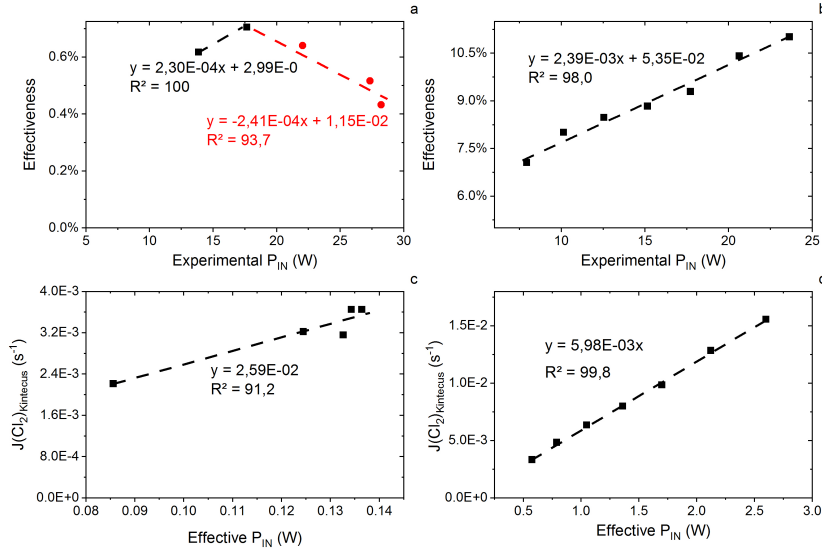 a
0.6%
0.4%
0.2%
0.0%
Effectiveness
y = 2,30E-04x + 2,99E-0
R² = 100
y = -2,41E-04x + 1,15E-02
R² = 93,7
5 10 15 20 25 30
Experimental P_IN (W)
b
10.5%
9.0%
7.5%
6.0%
Effectiveness
y = 2,39E-03x + 5,35E-02
R² = 98,0
10 15 20 25
Experimental P_IN (W)
c
4.0E-3
3.2E-3
2.4E-3
1.6E-3
8.0E-4
0.0E+0
J(Cl₂)_Kintecus (s⁻¹)
y = 2,59E-02
R² = 91,2
0.08 0.09 0.10 0.11 0.12 0.13 0.14
Effective P_IN (W)
1.5E-2
1.0E-2
5.0E-3
0.0E+0
J(Cl₂)_Kintecus (s⁻¹)
y = 5,98E-03x
R² = 99,8
0.5 1.0 1.5 2.0 2.5 3.0
Effective P_IN (W)